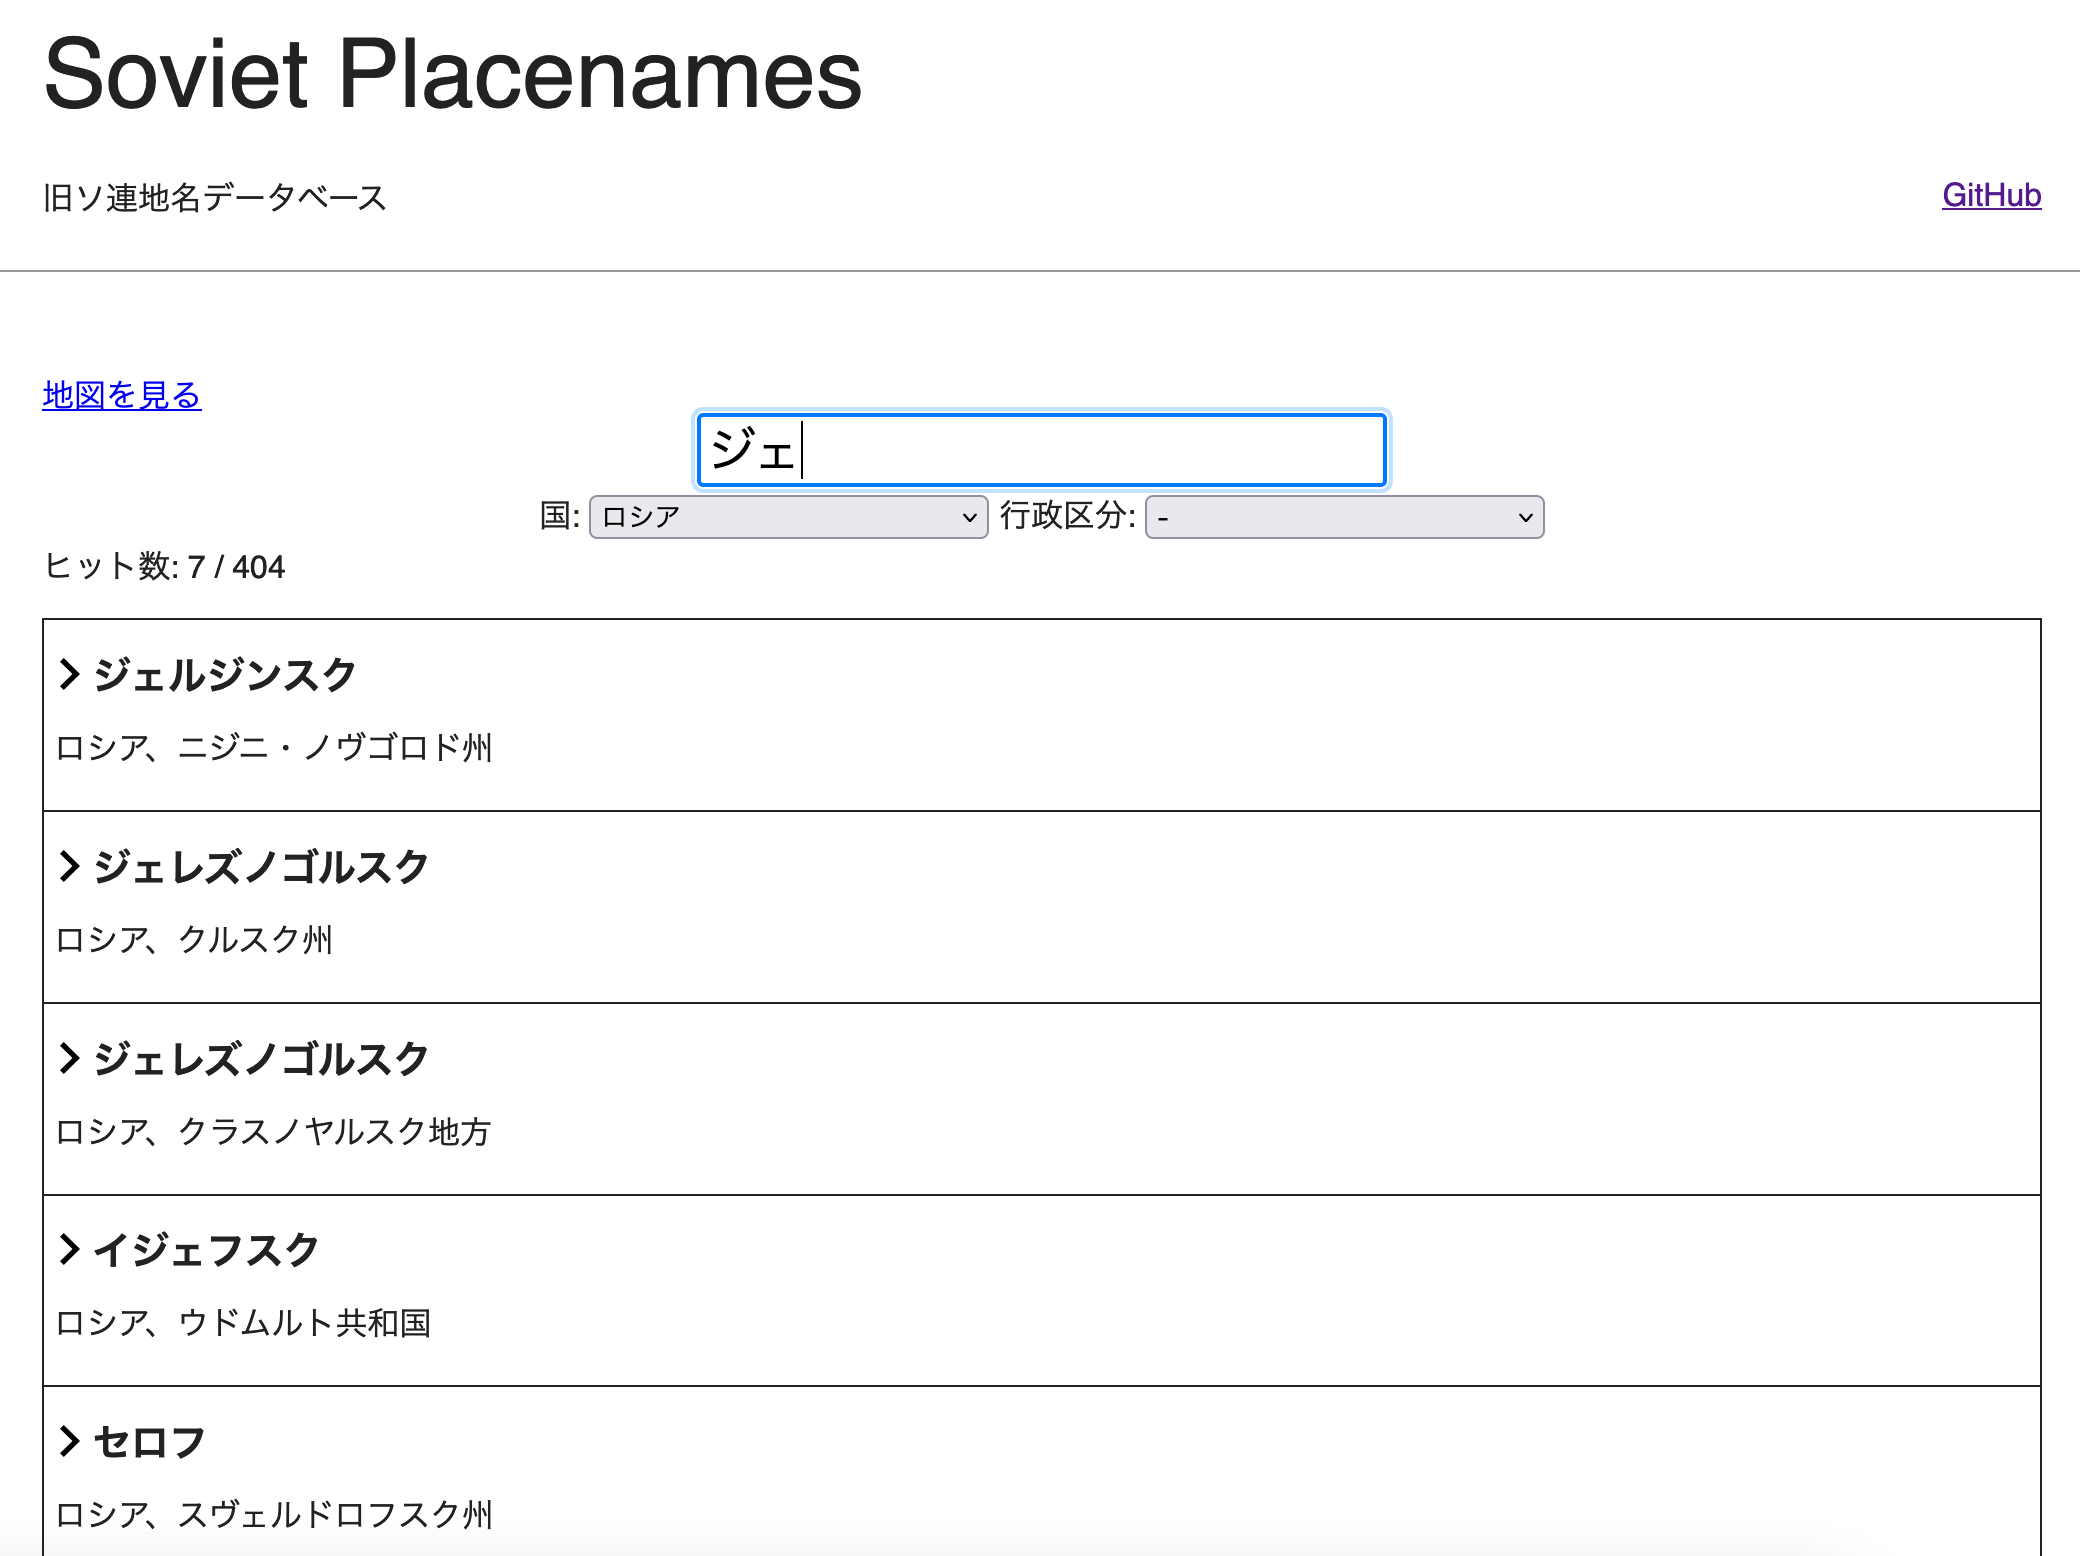 Soviet Placenames
旧ソ連地名データベース
GitHub
地図を見る
ジェ
国: ロシア 行政区分: -
ヒット数: 7 / 404
ジェルジンスク
ロシア、ニジニ・ノヴゴロド州
ジェレズノゴルスク
ロシア、クルスク州
ジェレズノゴルスク
ロシア、クラスノヤルスク地方
イジェフスク
ロシア、ウドムルト共和国
セロフ
ロシア、スヴェルドロフスク州